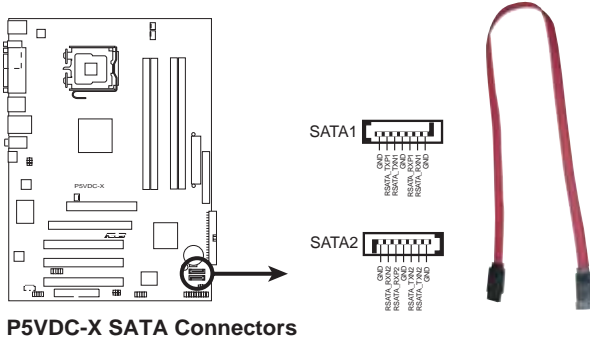 SATA1
GND
RSATA_TXP1
RSATA_TXN1
GND
RSATA_RXP1
RSATA_RXN1
GND
P5VDC-X
SATA2
GND
RSATA_RXN2
RSATA_RXP2
GND
RSATA_TXN2
RSATA_TXN2
GND
P5VDC-X SATA Connectors